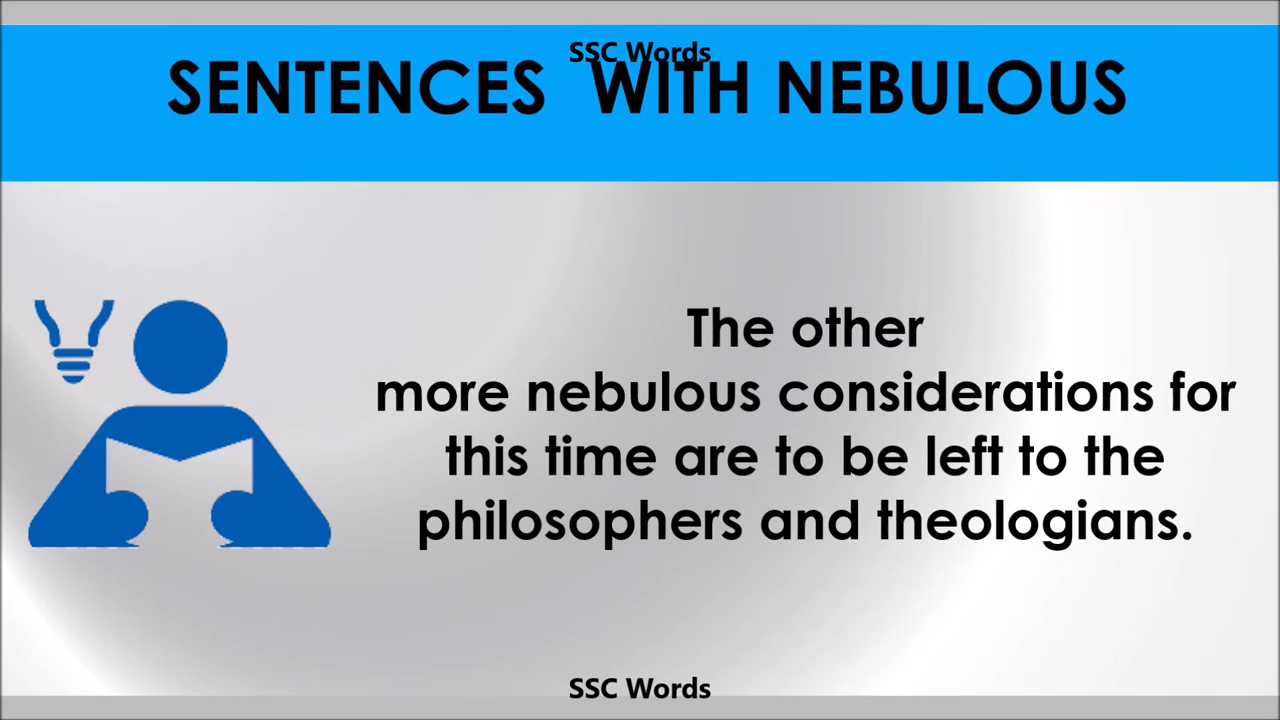 SSC Words
SENTENCES WITH NEBULOUS
The other
more nebulous considerations for
this time are to be left to the
philosophers and theologians.
SSC Words